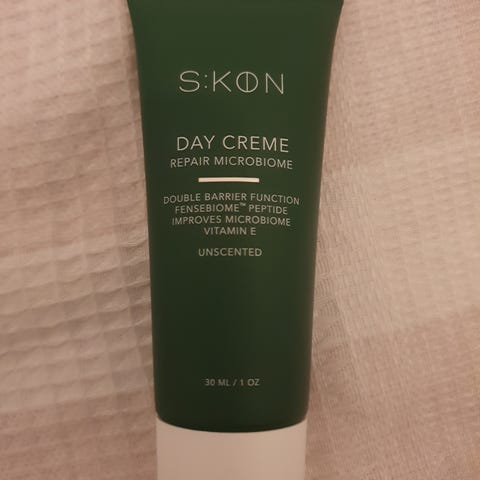 S:KON
DAY CREME
REPAIR MICROBIOME
DOUBLE BARRIER FUNCTION
FENSEBIOME™ PEPTIDE
IMPROVES MICROBIOME
VITAMIN E
UNSCENTED
30 ML / 1 OZ